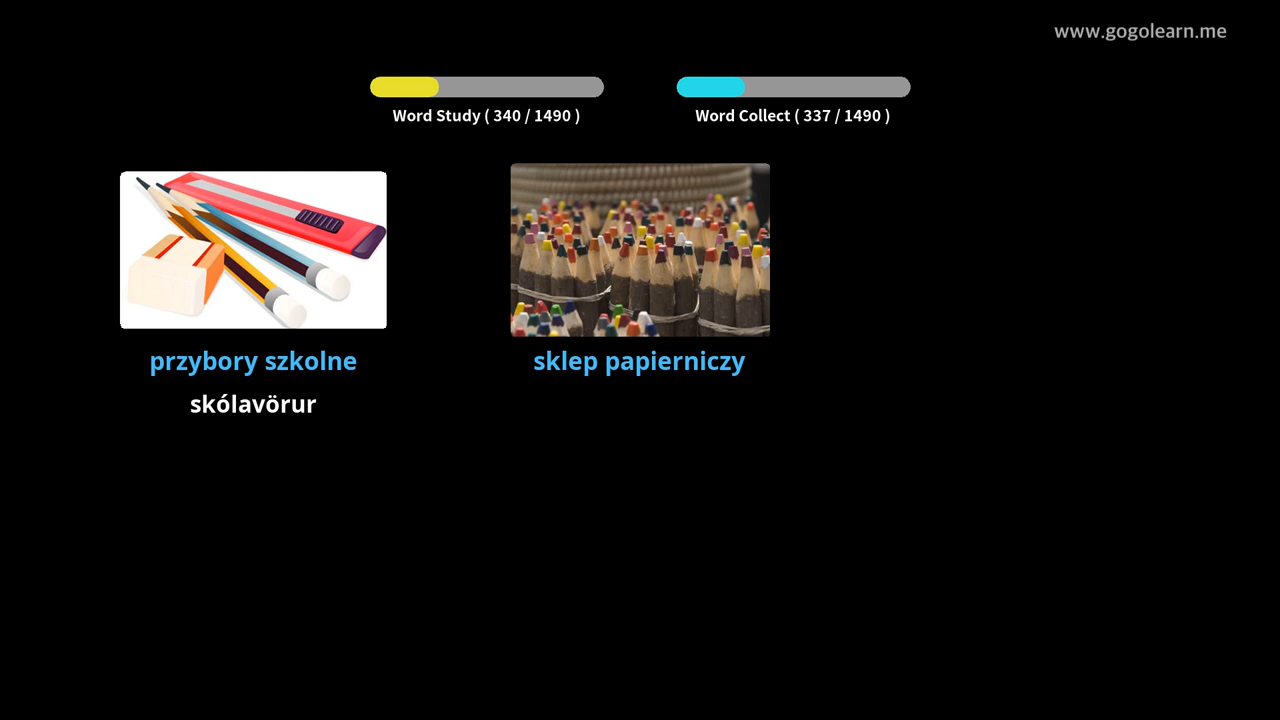 www.gogolearn.me
Word Study ( 340 / 1490 )
Word Collect ( 337 / 1490 )
przybory szkolne
sklep papierniczy
skólavörur